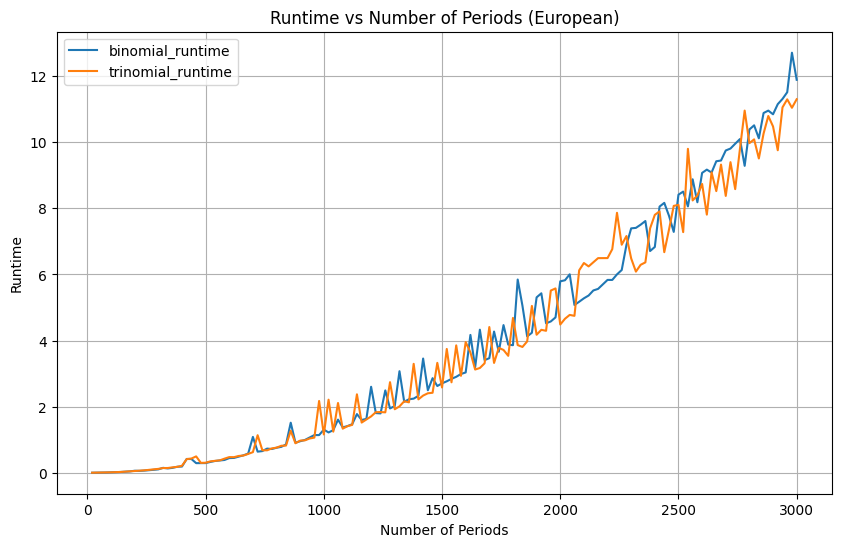 Runtime vs Number of Periods (European)
binomial_runtime
trinomial_runtime
Runtime
12
10
8
6
4
2
0
0 500 1000 1500 2000 2500 3000
Number of Periods